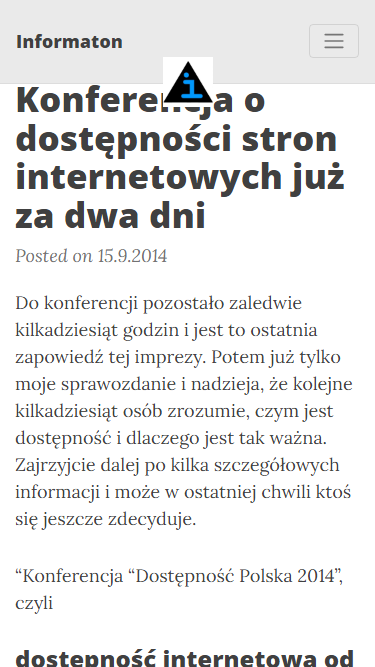 Informaton
Konferencja o
dostępności stron
internetowych już
za dwa dni
Posted on 15.9.2014
Do konferencji pozostało zaledwie
kilkadziesiąt godzin i jest to ostatnia
zapowiedź tej imprezy. Potem już tylko
moje sprawozdanie i nadzieja, że kolejne
kilkadziesiąt osób zrozumie, czym jest
dostępność i dlaczego jest tak ważna.
Zajrzyjcie dalej po kilka szczegółowych
informacji i może w ostatniej chwili ktoś
się jeszcze zdecyduje.
“Konferencja “Dostępność Polska 2014”,
czyli
dostępność internetowa od